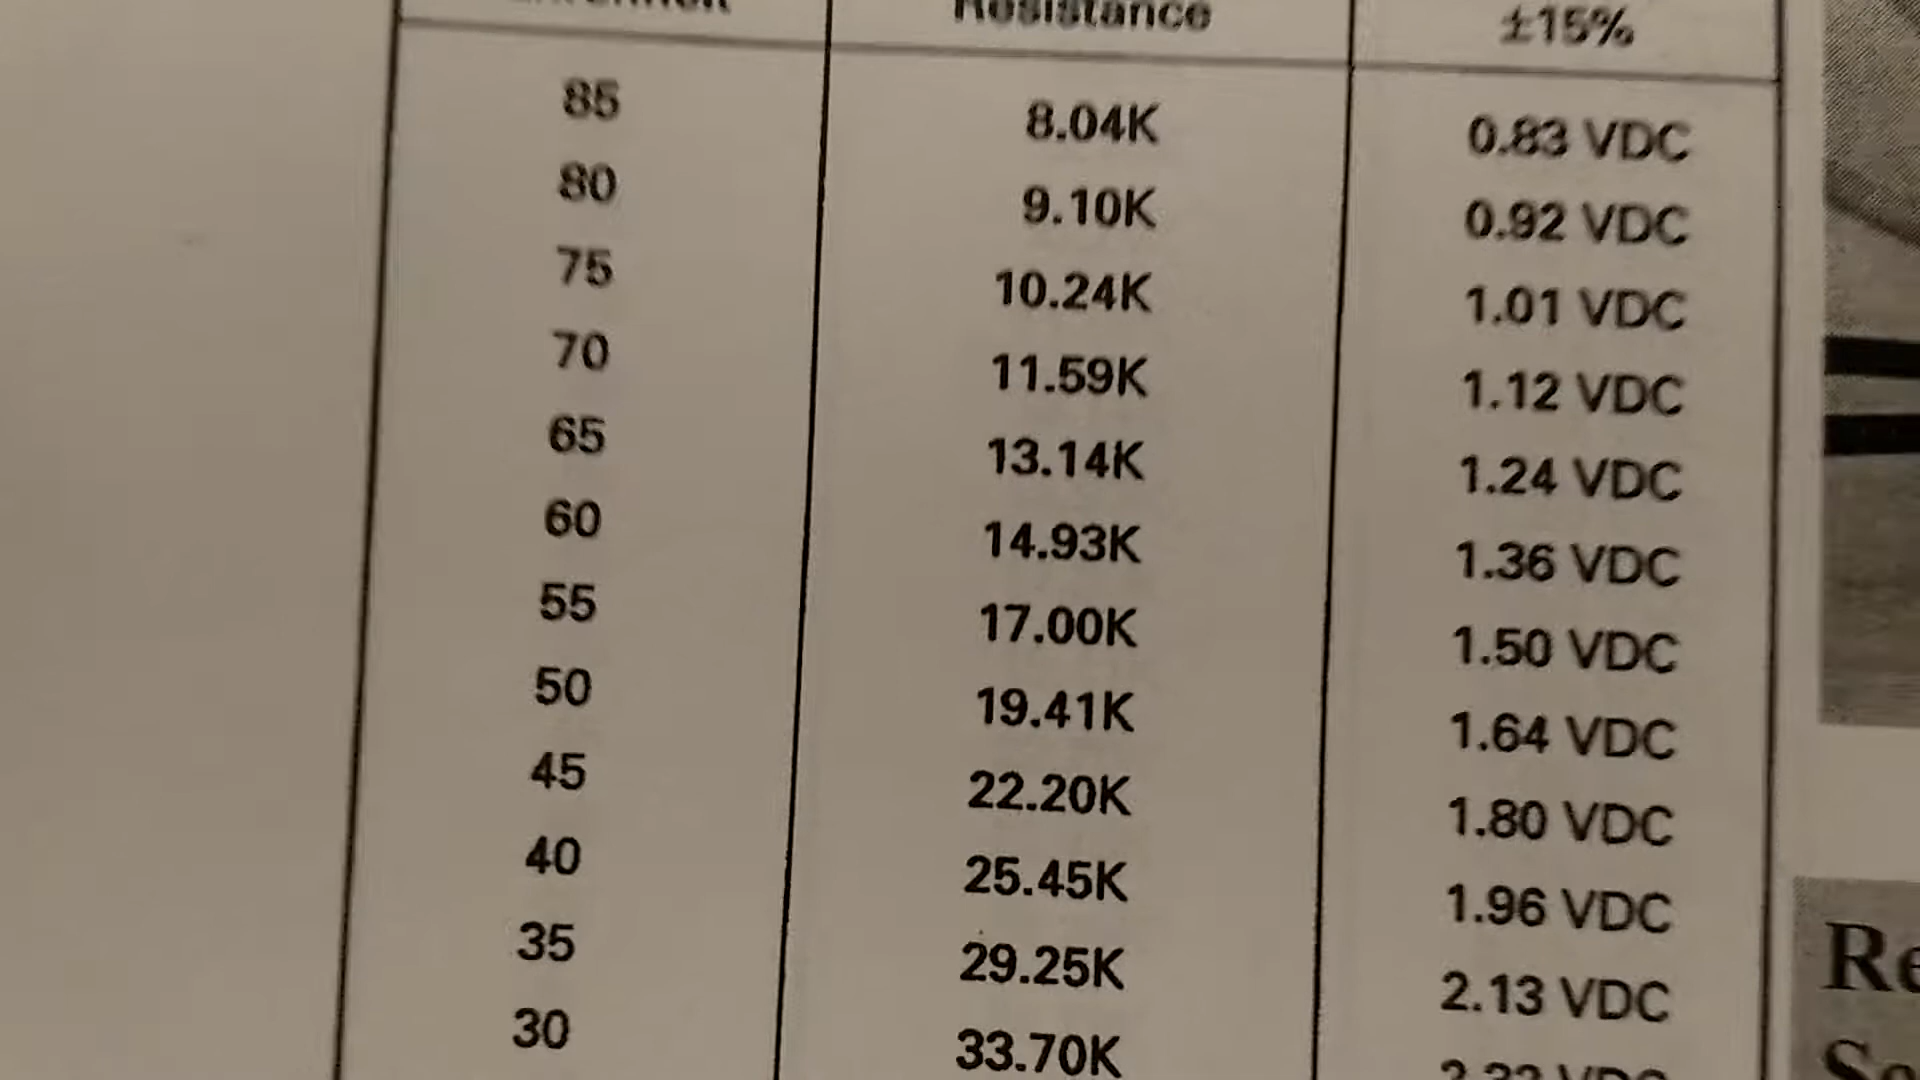 Resistance
±15%
85 8.04K 0.83 VDC
80 9.10K 0.92 VDC
75 10.24K 1.01 VDC
70 11.59K 1.12 VDC
65 13.14K 1.24 VDC
60 14.93K 1.36 VDC
55 17.00K 1.50 VDC
50 19.41K 1.64 VDC
45 22.20K 1.80 VDC
40 25.45K 1.96 VDC
35 29.25K 2.13 VDC
30 33.70K